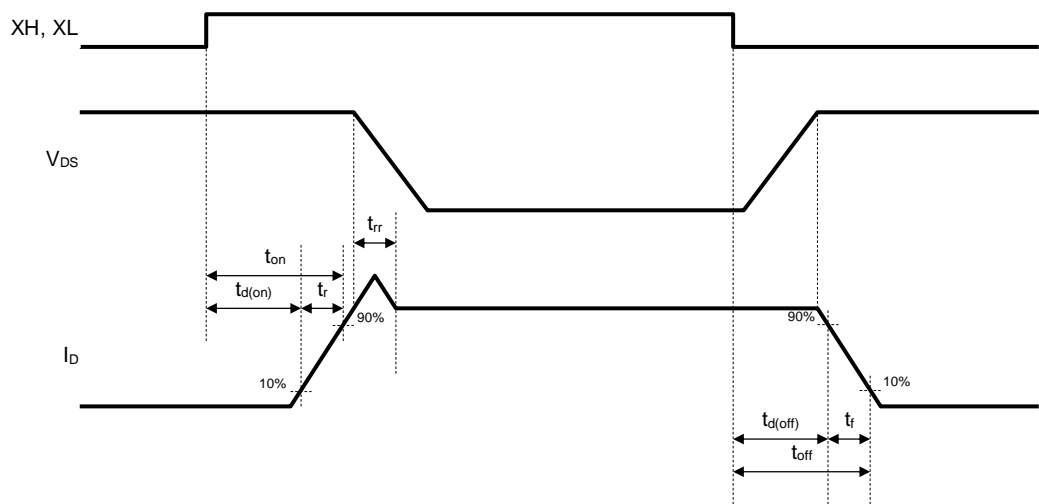 XH, XL
VDS
trr
ton
td(on) tr
90%
90%
ID
10%
10%
td(off) tf
toff